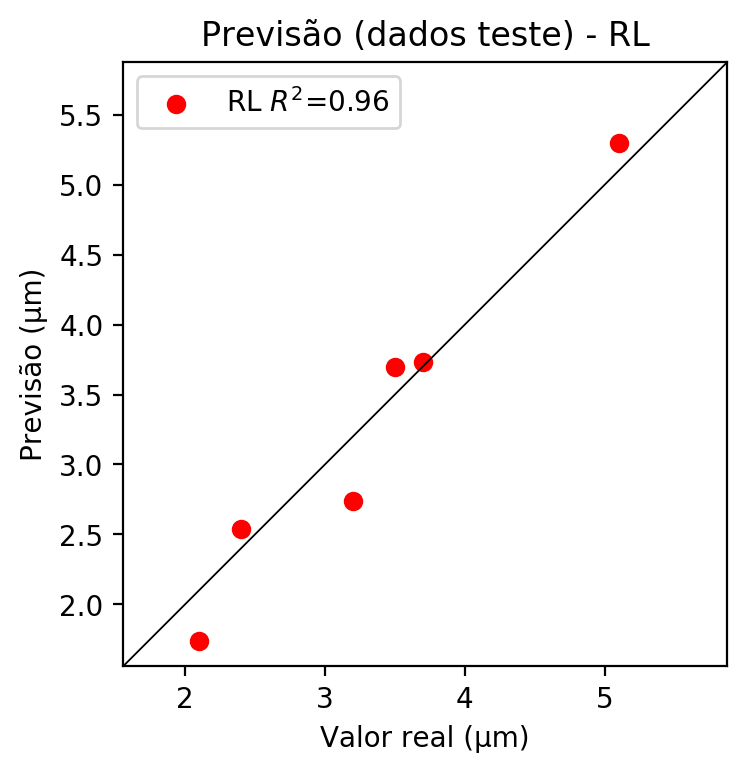 Previsão (dados teste) - RL
RL R²=0.96
Previsão (μm)
5.5
5.0
4.5
4.0
3.5
3.0
2.5
2.0
2 3 4 5
Valor real (μm)